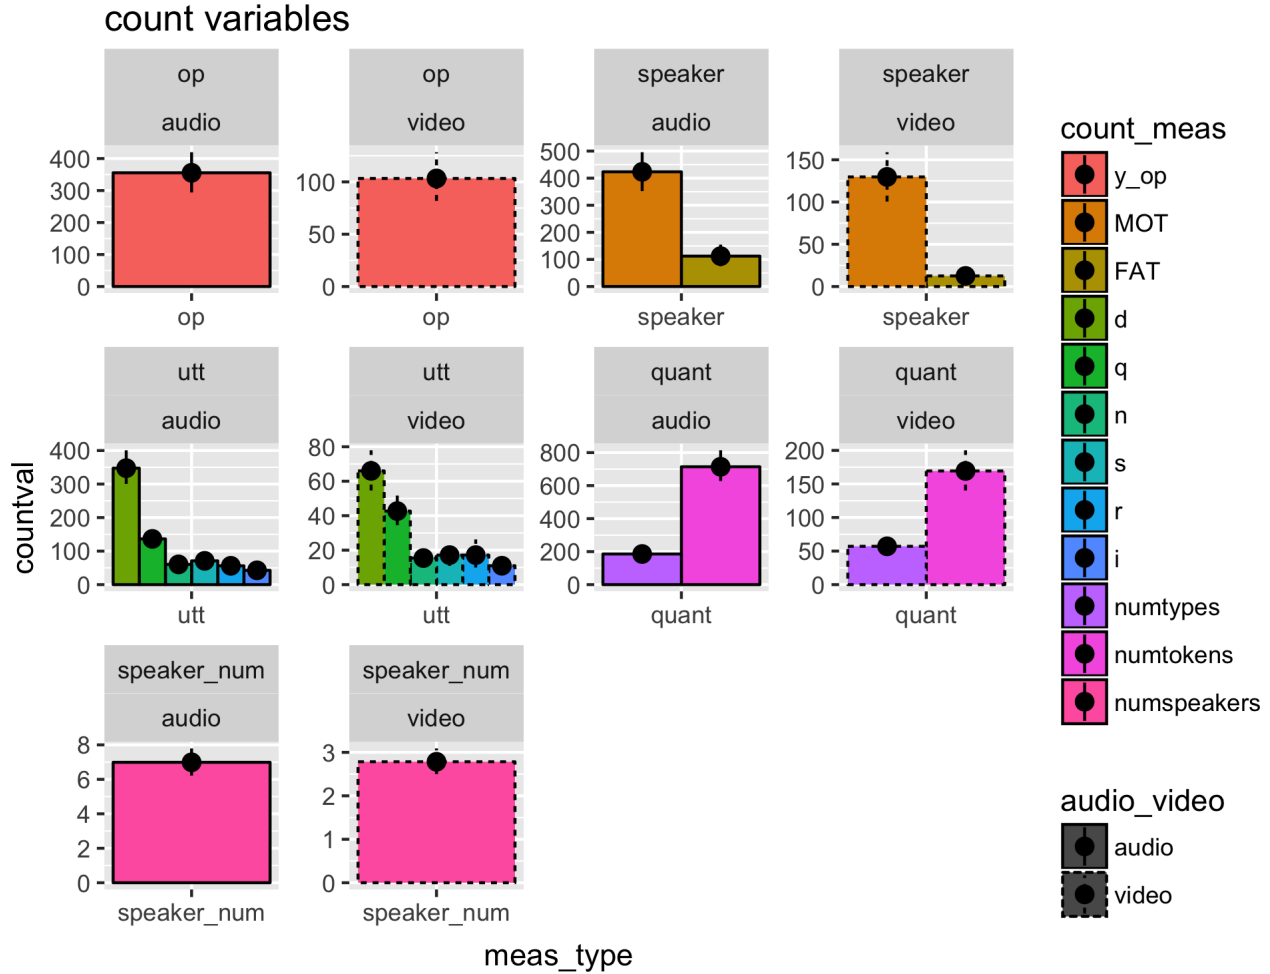 count variables
op
audio
400
300
200
100
0
op
op
video
100
50
0
op
speaker
audio
500
400
300
200
100
0
speaker
speaker
video
150
100
50
0
speaker
utt
audio
400
300
200
100
0
utt
utt
video
80
60
40
20
0
utt
quant
audio
800
600
400
200
0
quant
quant
video
200
150
100
50
0
quant
speaker_num
audio
8
6
4
2
0
speaker_num
speaker_num
video
3
2
1
0
speaker_num
countval
meas_type
count_meas
y_op
MOT
FAT
d
q
n
s
r
i
numtypes
numtokens
numspeakers
audio_video
audio
video